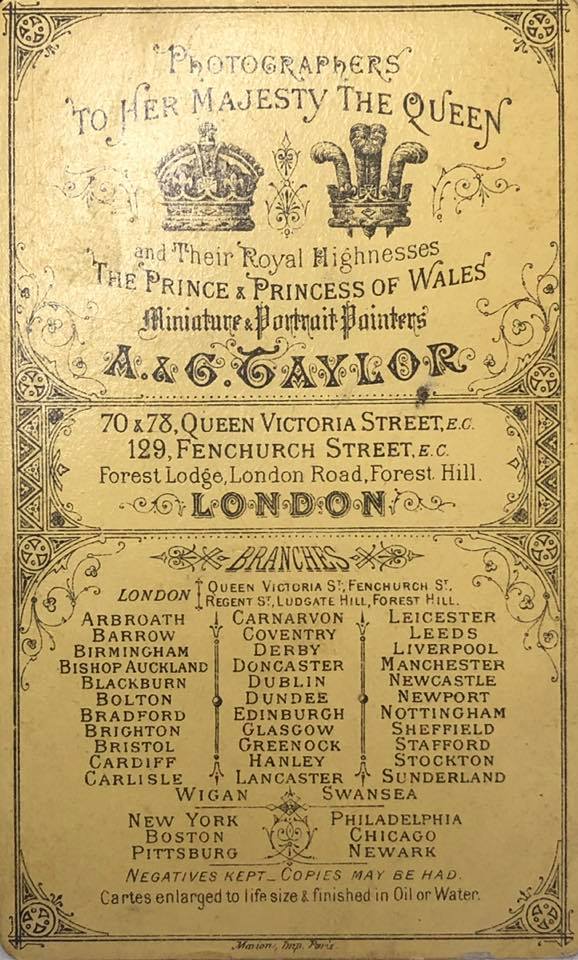 PHOTOGRAPHERS
TO HER MAJESTY THE QUEEN
and Their Royal Highnesses
THE PRINCE & PRINCESS OF WALES
Miniature & Portrait Painters
A. & G. TAYLOR
70 & 78, QUEEN VICTORIA STREET, E.C.
129, FENCHURCH STREET, E.C.
Forest Lodge, London Road, Forest Hill.
LONDON
BRANCHES
LONDON QUEEN VICTORIA ST, FENCHURCH ST,
REGENT ST, LUDGATE HILL, FOREST HILL.
ARBROATH CARNARVON LEICESTER
BARROW COVENTRY LEEDS
BIRMINGHAM DERBY LIVERPOOL
BISHOP AUCKLAND DONCASTER MANCHESTER
BLACKBURN DUBLIN NEWCASTLE
BOLTON DUNDEE NEWPORT
BRADFORD EDINBURGH NOTTINGHAM
BRIGHTON GLASGOW SHEFFIELD
BRISTOL GREENOCK STAFFORD
CARDIFF HANLEY STOCKTON
CARLISLE LANCASTER SUNDERLAND
WIGAN SWANSEA
NEW YORK PHILADELPHIA
BOSTON CHICAGO
PITTSBURG NEWARK
NEGATIVES KEPT_ COPIES MAY BE HAD.
Cartes enlarged to life size & finished in Oil or Water.
Marion, Imp. Paris